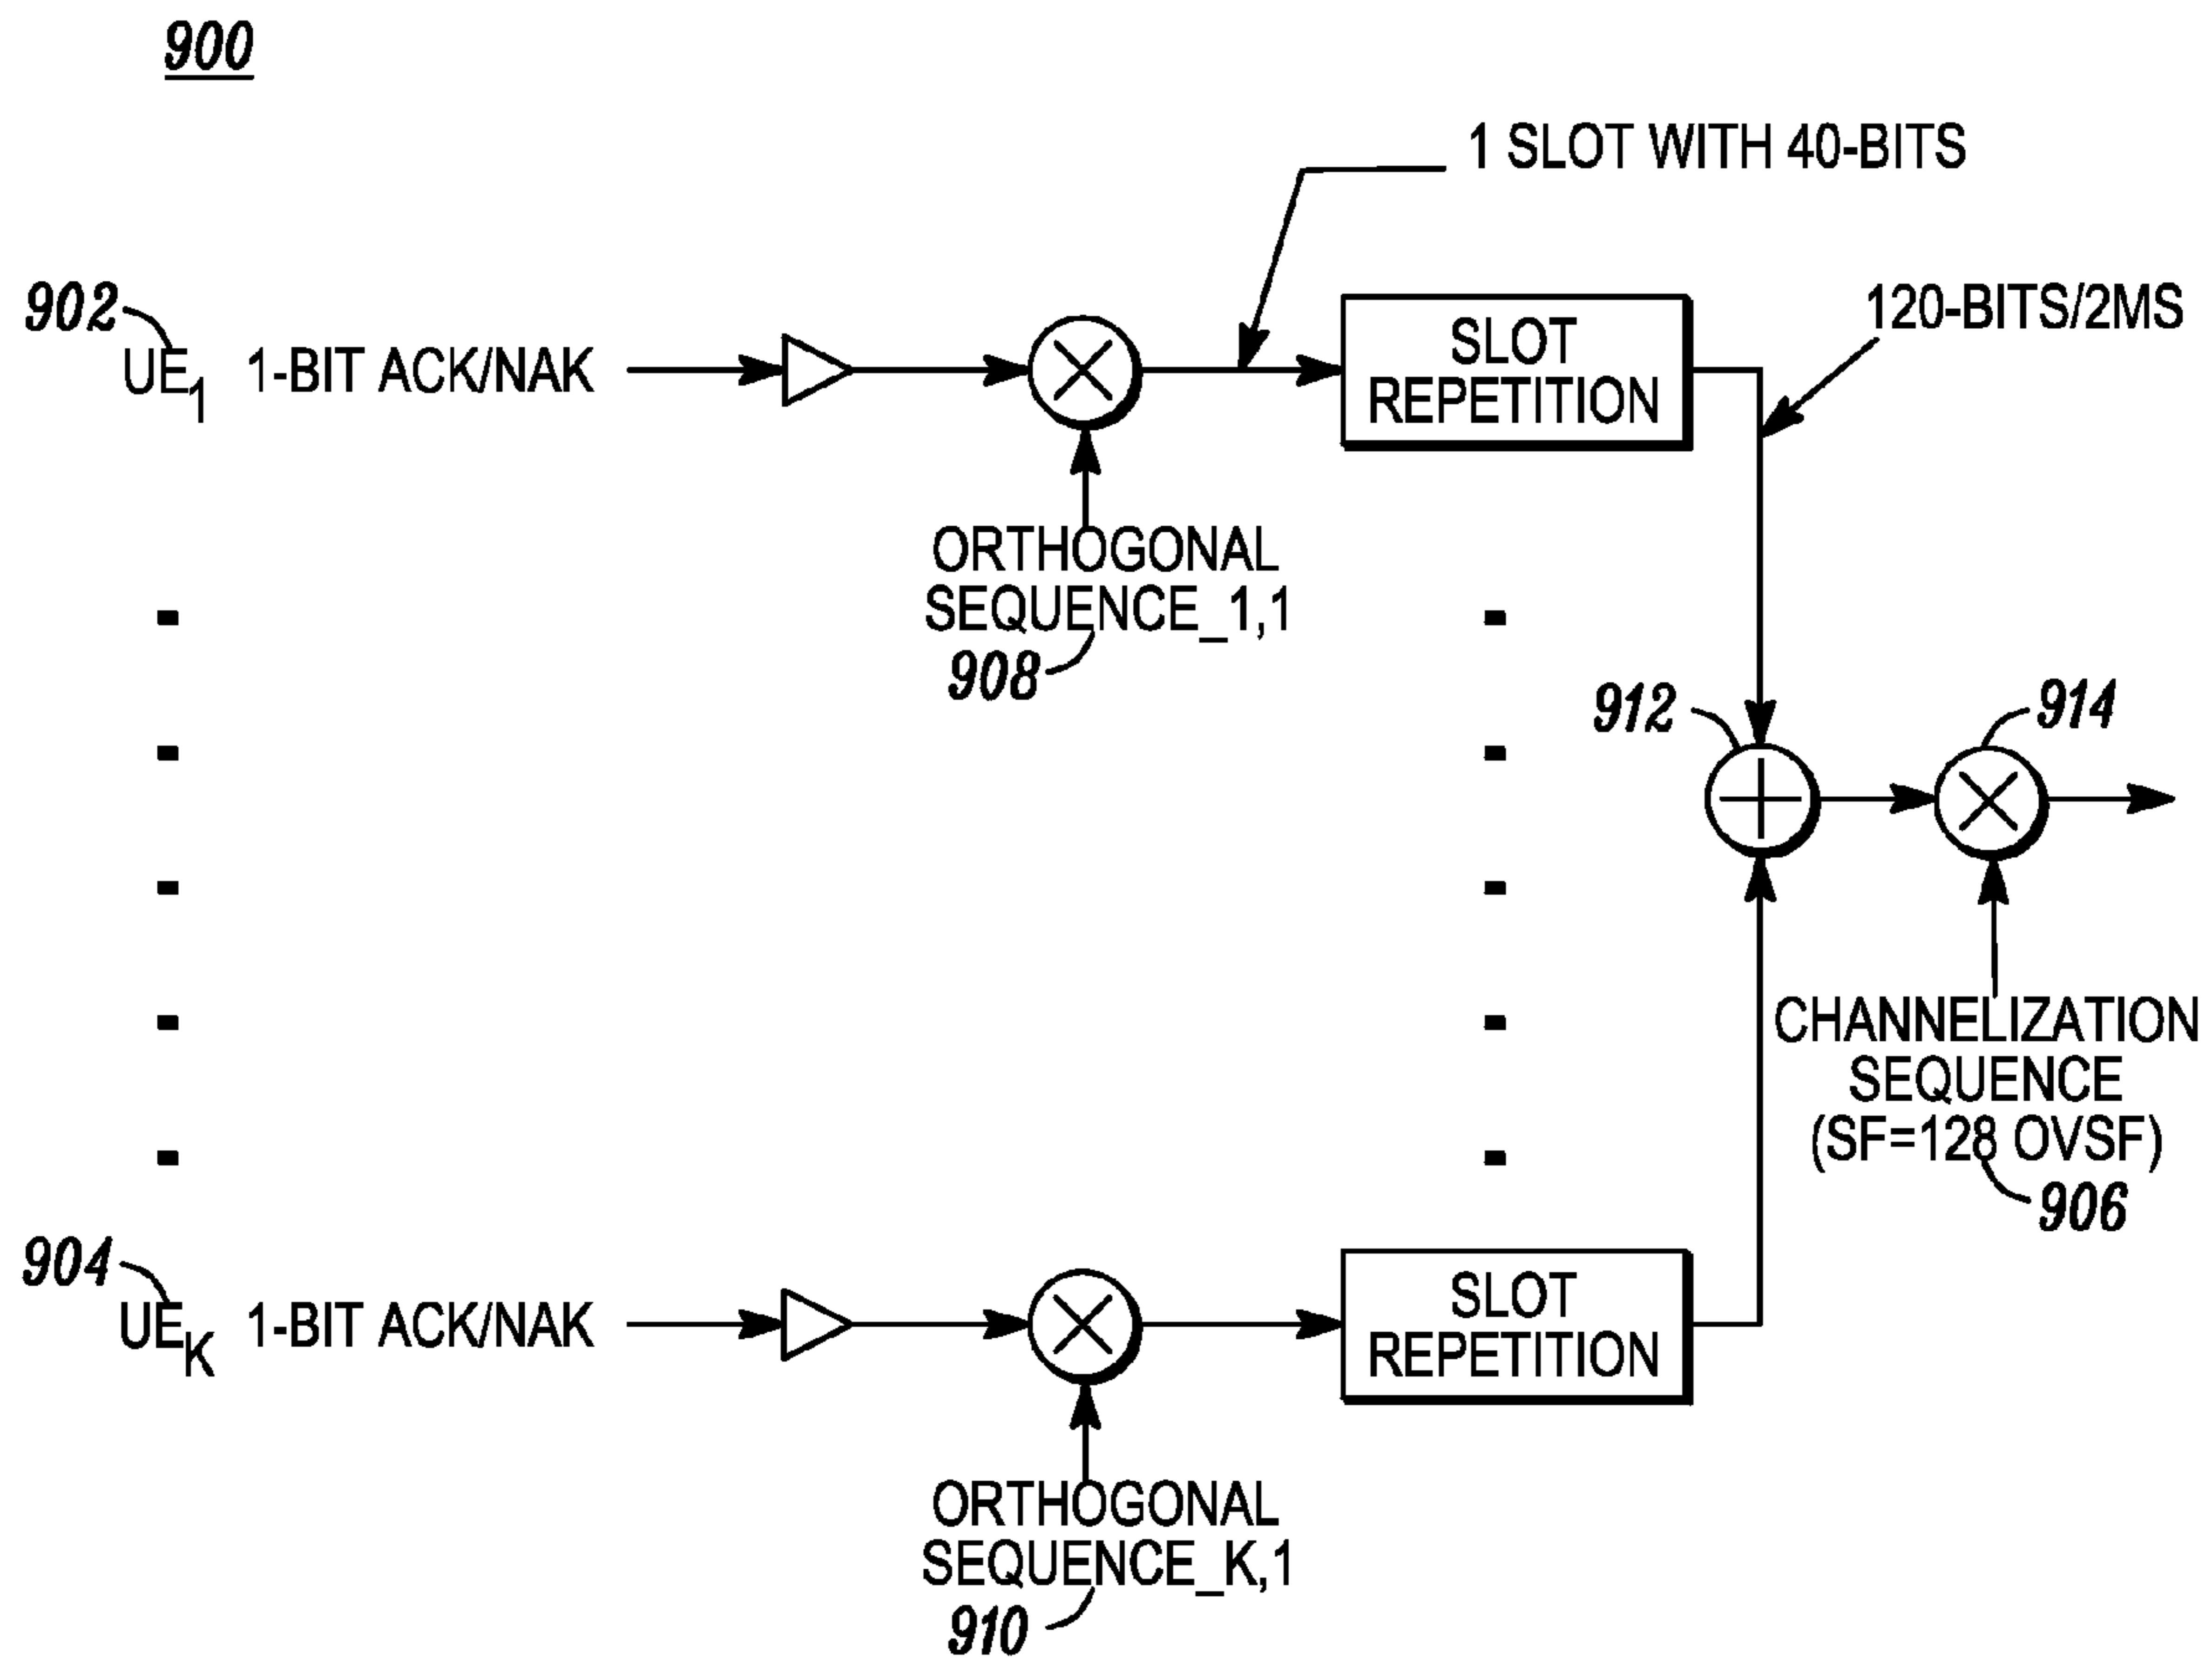 900
1 SLOT WITH 40-BITS
902
120-BITS/2MS
UE1 1-BIT ACK/NAK
SLOT
REPETITION
ORTHOGONAL
SEQUENCE_1,1
908
912
914
CHANNELIZATION
SEQUENCE
(SF=128 OVSF)
906
904
UEK 1-BIT ACK/NAK
SLOT
REPETITION
ORTHOGONAL
SEQUENCE_K,1
910